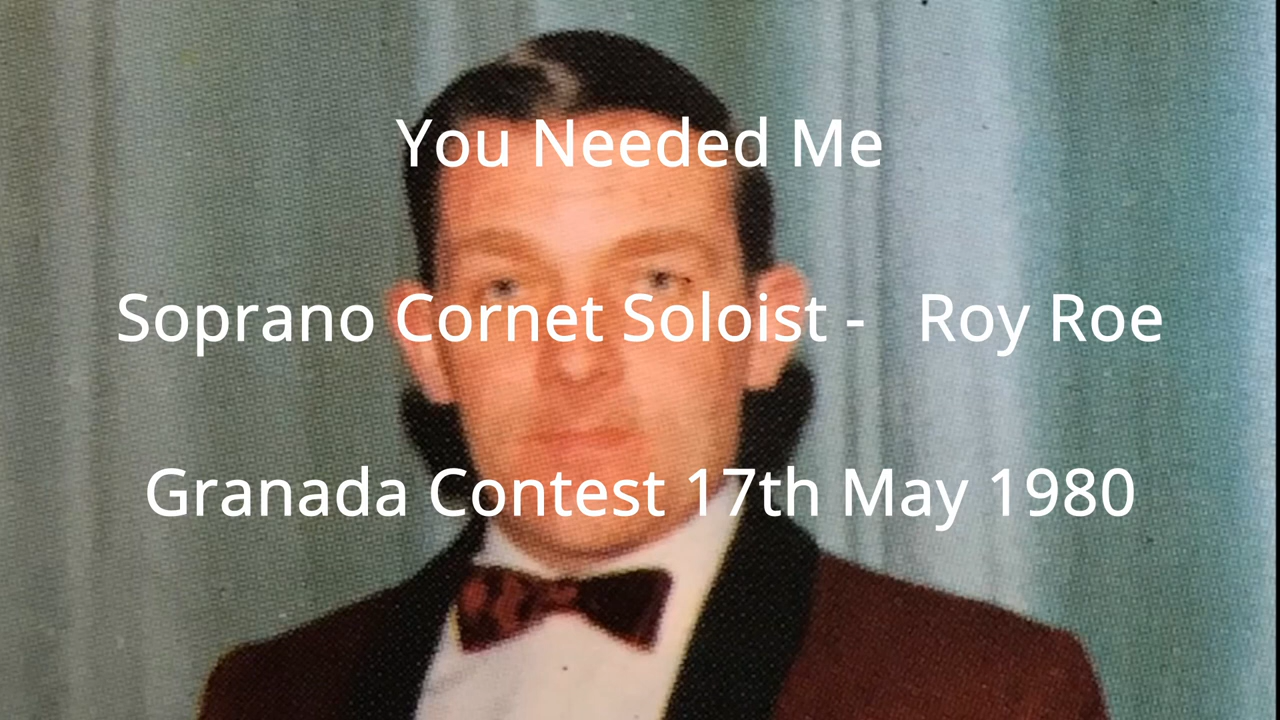 You Needed Me
Soprano Cornet Soloist - Roy Roe
Granada Contest 17th May 1980